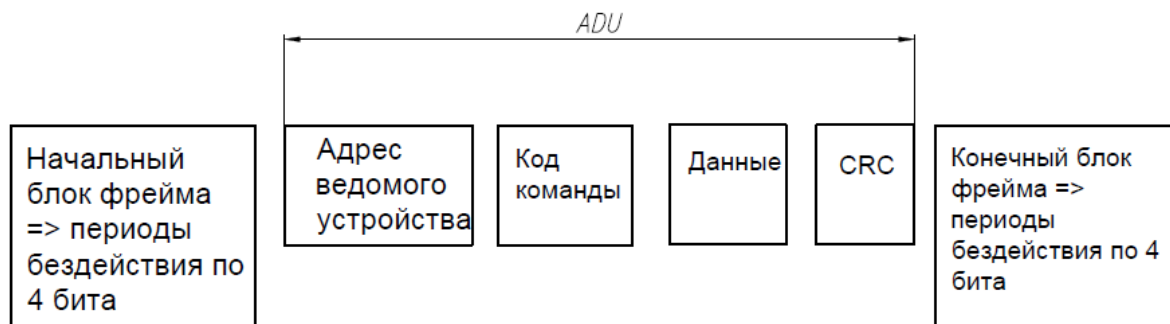 ADU
Начальный
блок фрейма
=> периоды
бездействия по
4 бита
Адрес
ведомого
устройства
Код
команды
Данные
CRC
Конечный блок
фрейма =>
периоды
бездействия по 4
бита